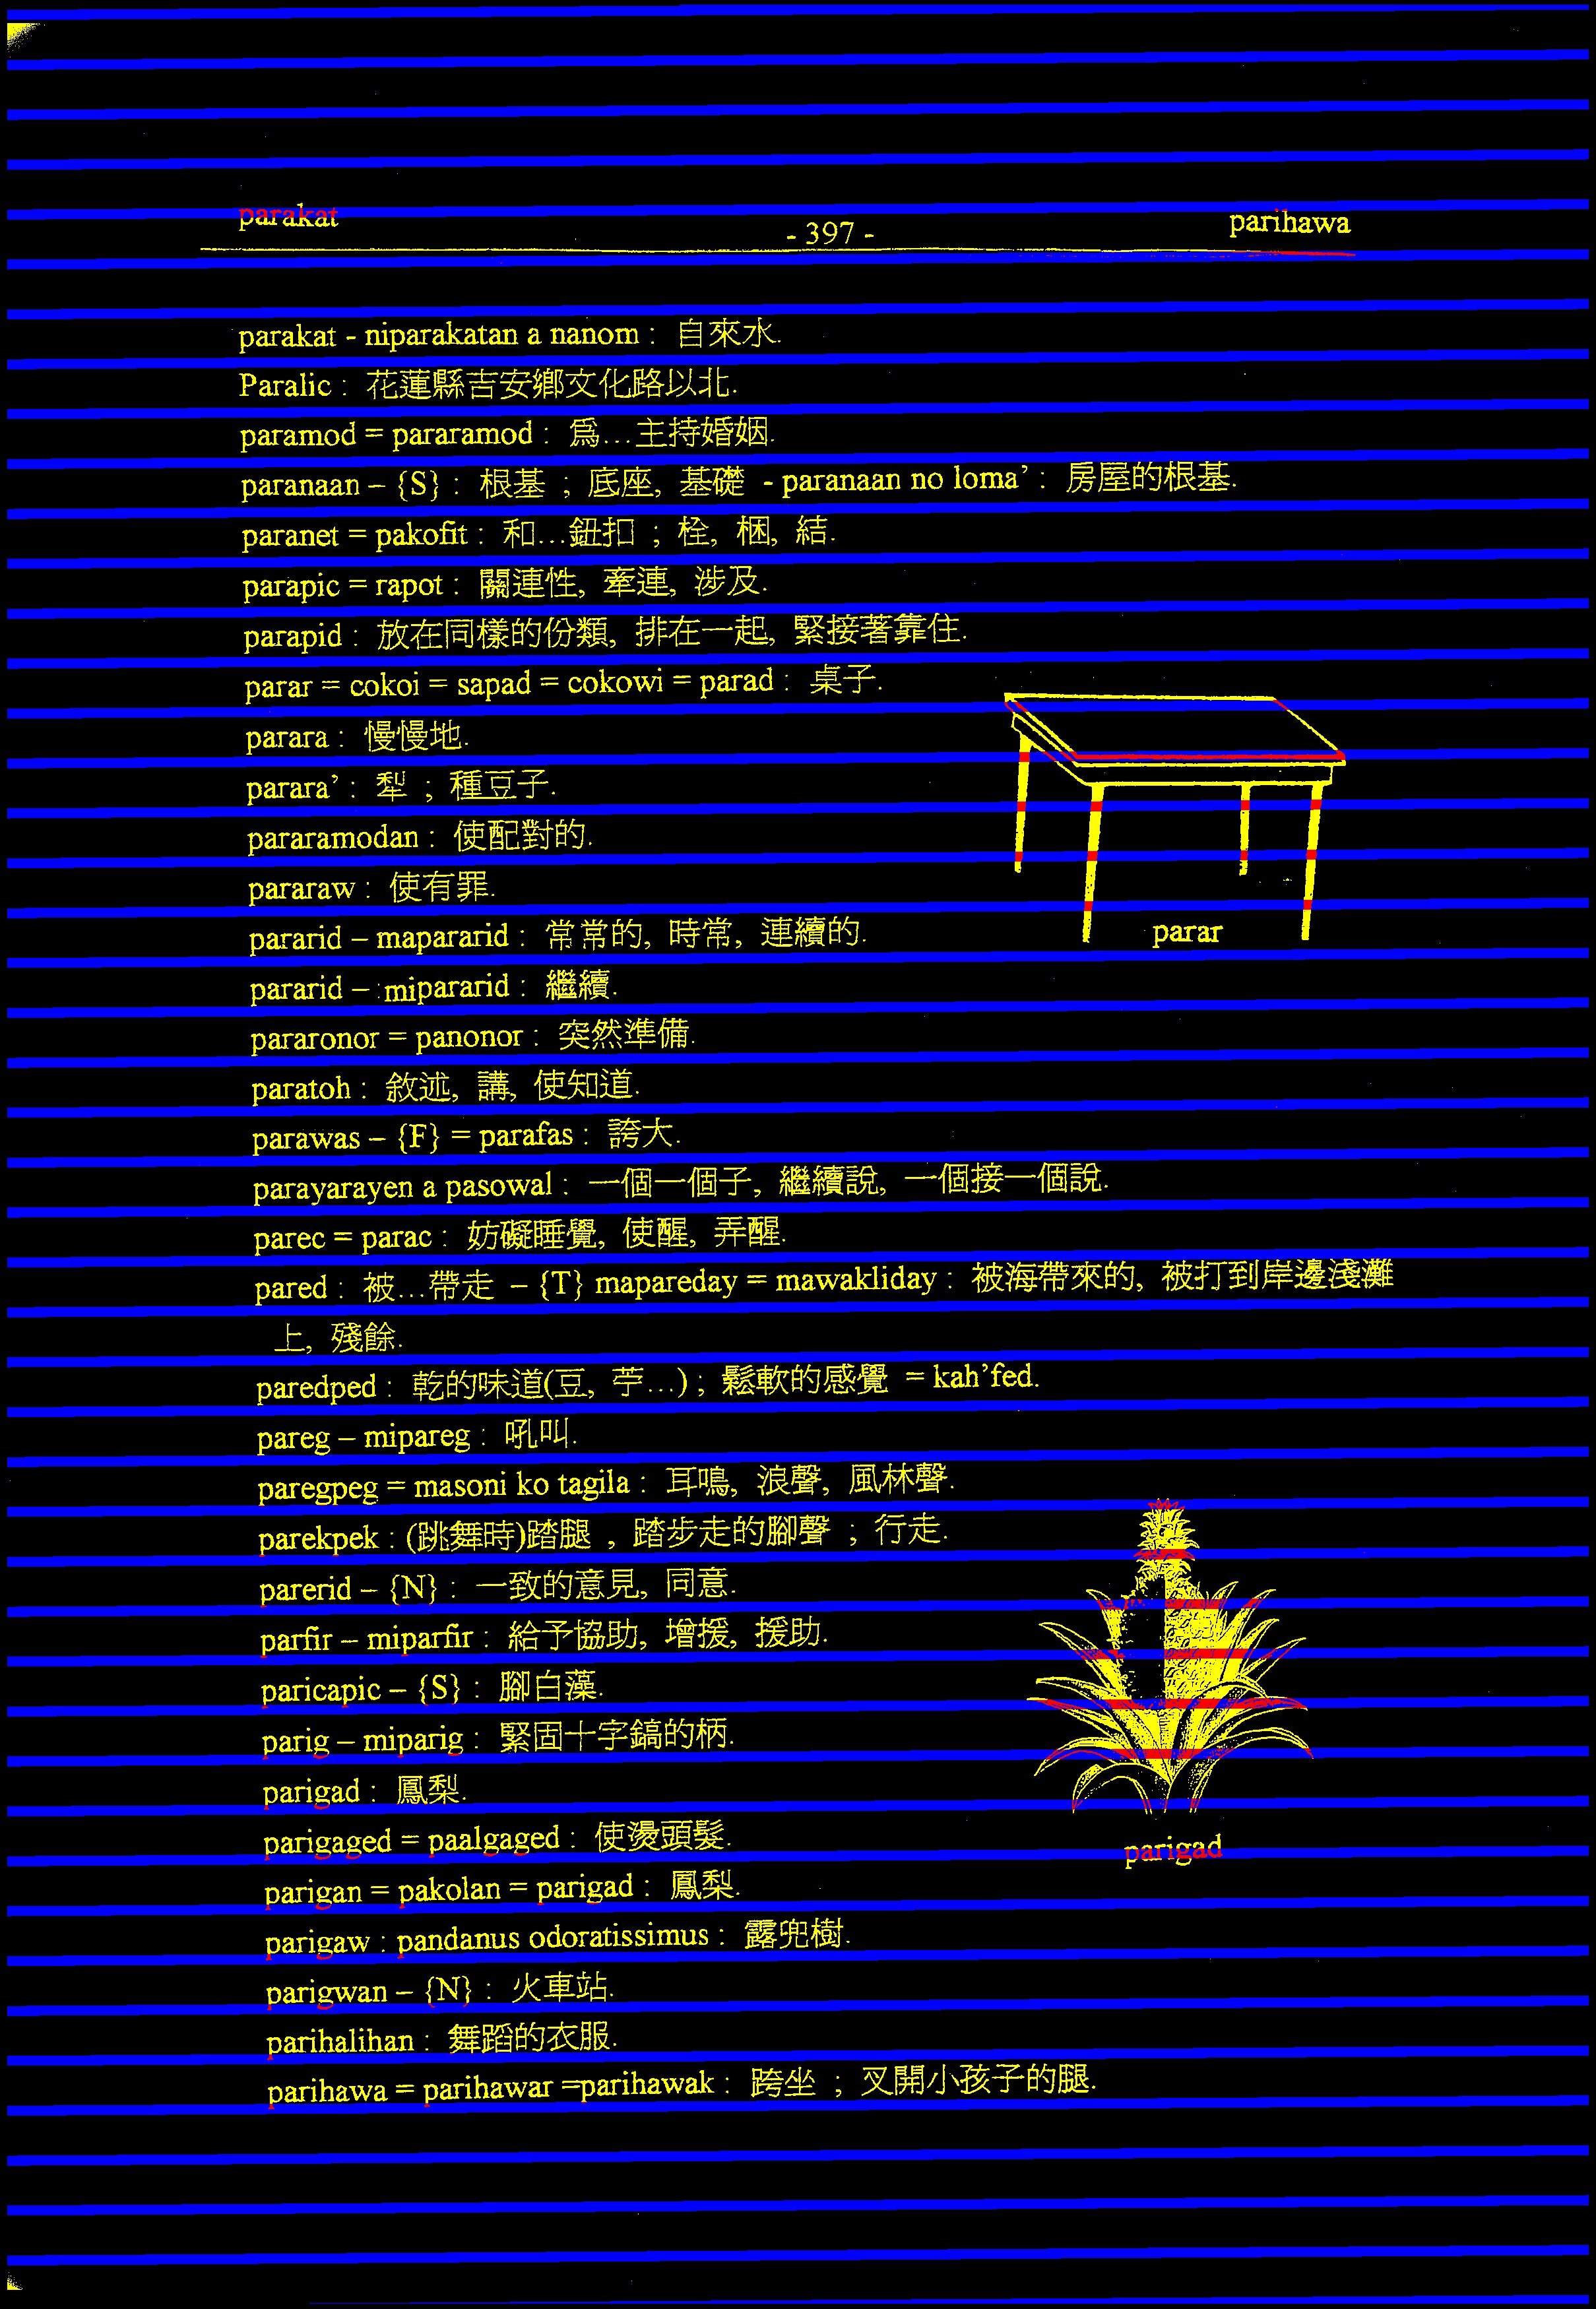 parakat
- 397 -
parihawa
parakat - niparakatan a nanom : 自來水.
Paralic : 花蓮縣吉安鄉文化路以北.
paramod = pararamod : 爲…主持婚姻.
paranaan – {S} : 根基 ; 底座, 基礎 - paranaan no loma’ : 房屋的根基.
paranet = pakofit : 和…鈕扣 ; 栓, 梱, 結.
parapic = rapot : 關連性, 牽連, 涉及.
parapid : 放在同樣的份類, 排在一起, 緊接著靠住.
parar = cokoi = sapad = cokowi = parad : 桌子.
parara : 慢慢地.
parara’ : 犁 ; 種豆子.
pararamodan : 使配對的.
pararaw : 使有罪.
pararid – mapararid : 常常的, 時常, 連續的.
parar
pararid – mipararid : 繼續.
pararonor = panonor : 突然準備.
paratoh : 敘述, 講, 使知道.
parawas – {F} = parafas : 誇大.
parayarayen a pasowal : 一個一個子, 繼續說, 一個接一個說.
parec = parac : 妨礙睡覺, 使醒, 弄醒.
pared : 被…帶走 – {T} mapareday = mawakliday : 被海帶來的, 被打到岸邊淺灘
上, 殘餘.
paredped : 乾的味道(豆, 芋…) ; 鬆軟的感覺 = kah’fed.
pareg – mipareg : 吼叫.
paregpeg = masoni ko tagila : 耳鳴, 浪聲, 風林聲.
parekpek : (跳舞時)踏腿 , 踏步走的腳聲 ; 行走.
parerid – {N} : 一致的意見, 同意.
parfir – miparfir : 給予協助, 增援, 援助.
paricapic – {S} : 腳白藻.
parig – miparig : 緊固十字鎬的柄.
parigad : 鳳梨.
parigaged = paalgaged : 使燙頭髮.
parigad
parigan = pakolan = parigad : 鳳梨.
parigaw : pandanus odoratissimus : 露兜樹.
parigwan – {N} : 火車站.
parihalihan : 舞蹈的衣服.
parihawa = parihawar =parihawak : 跨坐 ; 叉開小孩子的腿.